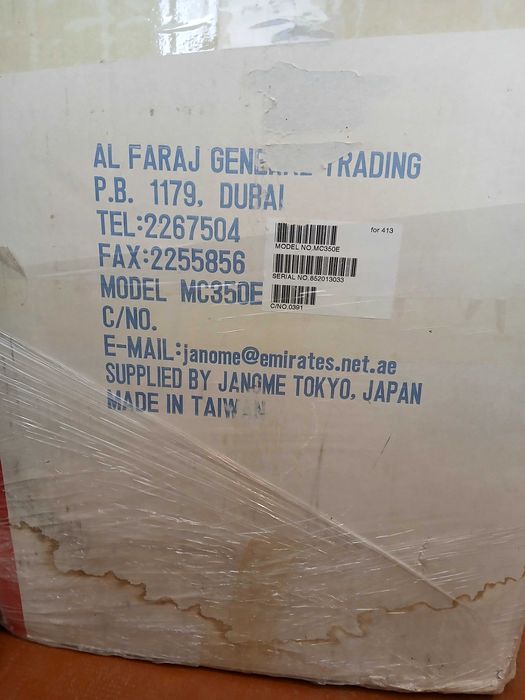 AL FARAJ GENERAL TRADING
P.B. 1179, DUBAI
TEL:2267504
FAX:2255856
MODEL MC350E
C/NO.
E-MAIL:janome@emirates.net.ae
SUPPLIED BY JANOME TOKYO, JAPAN
MADE IN TAIWAN
for 413
MODEL NO.MC350E
SERIAL NO.852013033
C/NO.0391